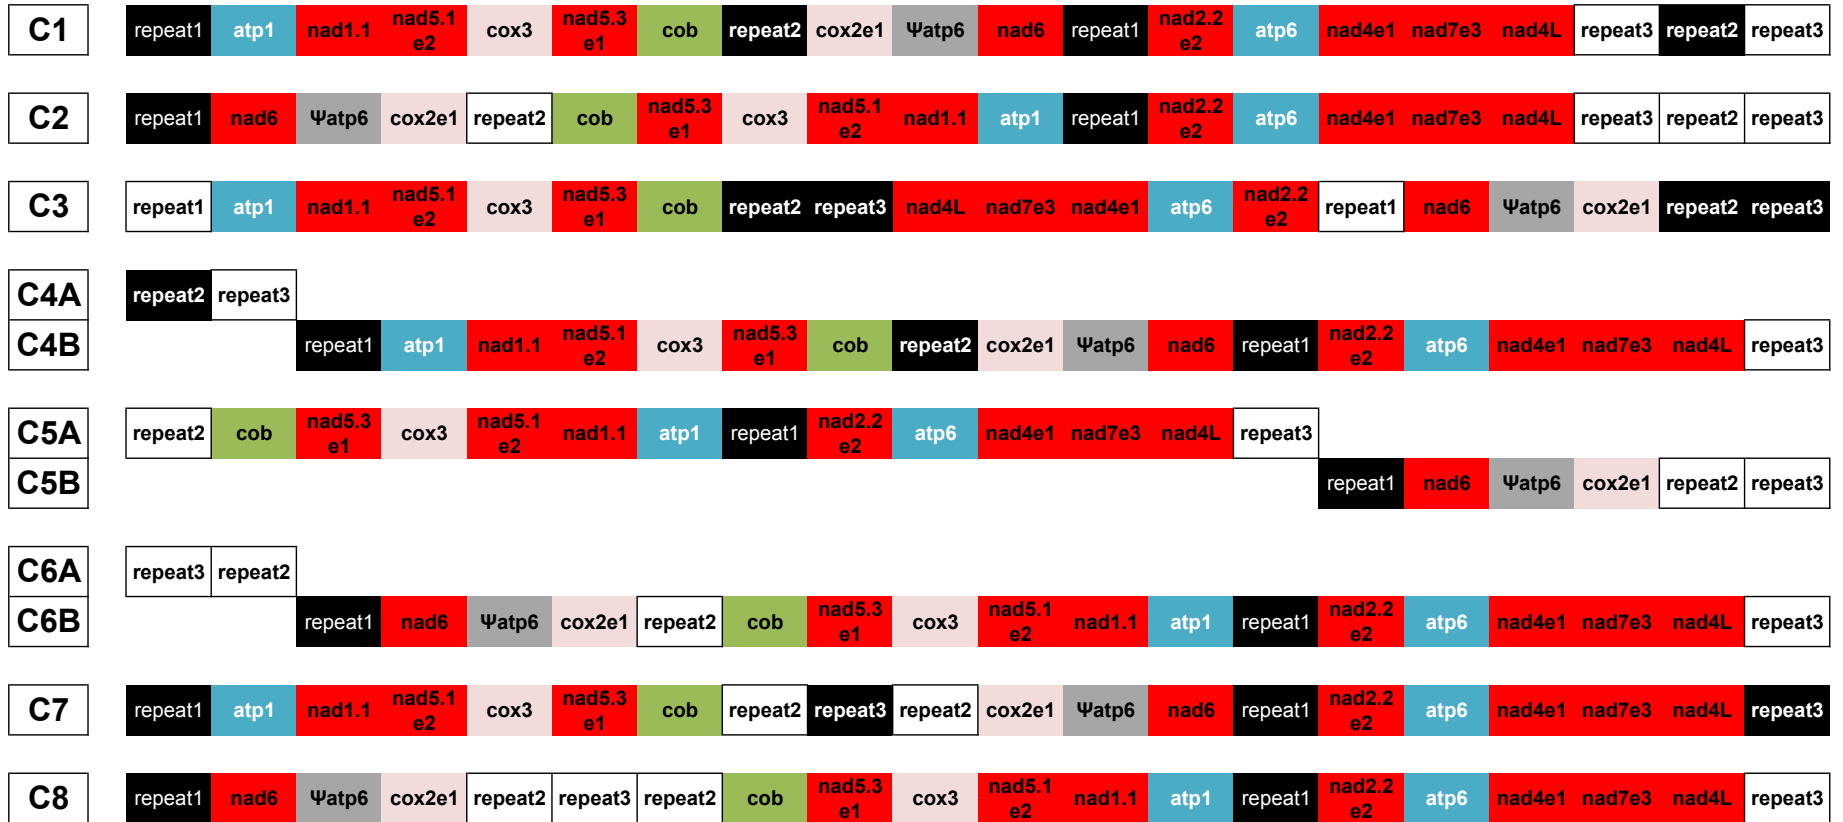 C1 repeat1 atp1 nad1.1 nad5.1 e2 cox3 nad5.3 e1 cob repeat2 cox2e1 Ψatp6 nad6 repeat1 nad2.2 e2 atp6 nad4e1 nad7e3 nad4L repeat3 repeat2 repeat3
C2 repeat1 nad6 Ψatp6 cox2e1 repeat2 cob nad5.3 e1 cox3 nad5.1 e2 nad1.1 atp1 repeat1 nad2.2 e2 atp6 nad4e1 nad7e3 nad4L repeat3 repeat2 repeat3
C3 repeat1 atp1 nad1.1 nad5.1 e2 cox3 nad5.3 e1 cob repeat2 repeat3 nad4L nad7e3 nad4e1 atp6 nad2.2 e2 repeat1 nad6 Ψatp6 cox2e1 repeat2 repeat3
C4A repeat2 repeat3
C4B repeat1 atp1 nad1.1 nad5.1 e2 cox3 nad5.3 e1 cob repeat2 cox2e1 Ψatp6 nad6 repeat1 nad2.2 e2 atp6 nad4e1 nad7e3 nad4L repeat3
C5A repeat2 cob nad5.3 e1 cox3 nad5.1 e2 nad1.1 atp1 repeat1 nad2.2 e2 atp6 nad4e1 nad7e3 nad4L repeat3
C5B repeat1 nad6 Ψatp6 cox2e1 repeat2 repeat3
C6A repeat3 repeat2
C6B repeat1 nad6 Ψatp6 cox2e1 repeat2 cob nad5.3 e1 cox3 nad5.1 e2 nad1.1 atp1 repeat1 nad2.2 e2 atp6 nad4e1 nad7e3 nad4L repeat3
C7 repeat1 atp1 nad1.1 nad5.1 e2 cox3 nad5.3 e1 cob repeat2 repeat3 repeat2 cox2e1 Ψatp6 nad6 repeat1 nad2.2 e2 atp6 nad4e1 nad7e3 nad4L repeat3
C8 repeat1 nad6 Ψatp6 cox2e1 repeat2 repeat3 repeat2 cob nad5.3 e1 cox3 nad5.1 e2 nad1.1 atp1 repeat1 nad2.2 e2 atp6 nad4e1 nad7e3 nad4L repeat3